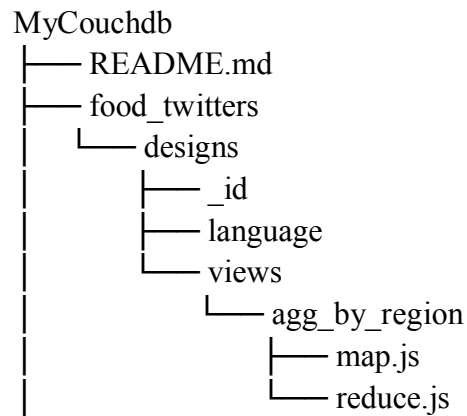 MyCouchdb
├── README.md
├── food_twitters
│   └── designs
│       ├── _id
│       ├── language
│       └── views
│           └── agg_by_region
│               ├── map.js
│               └── reduce.js